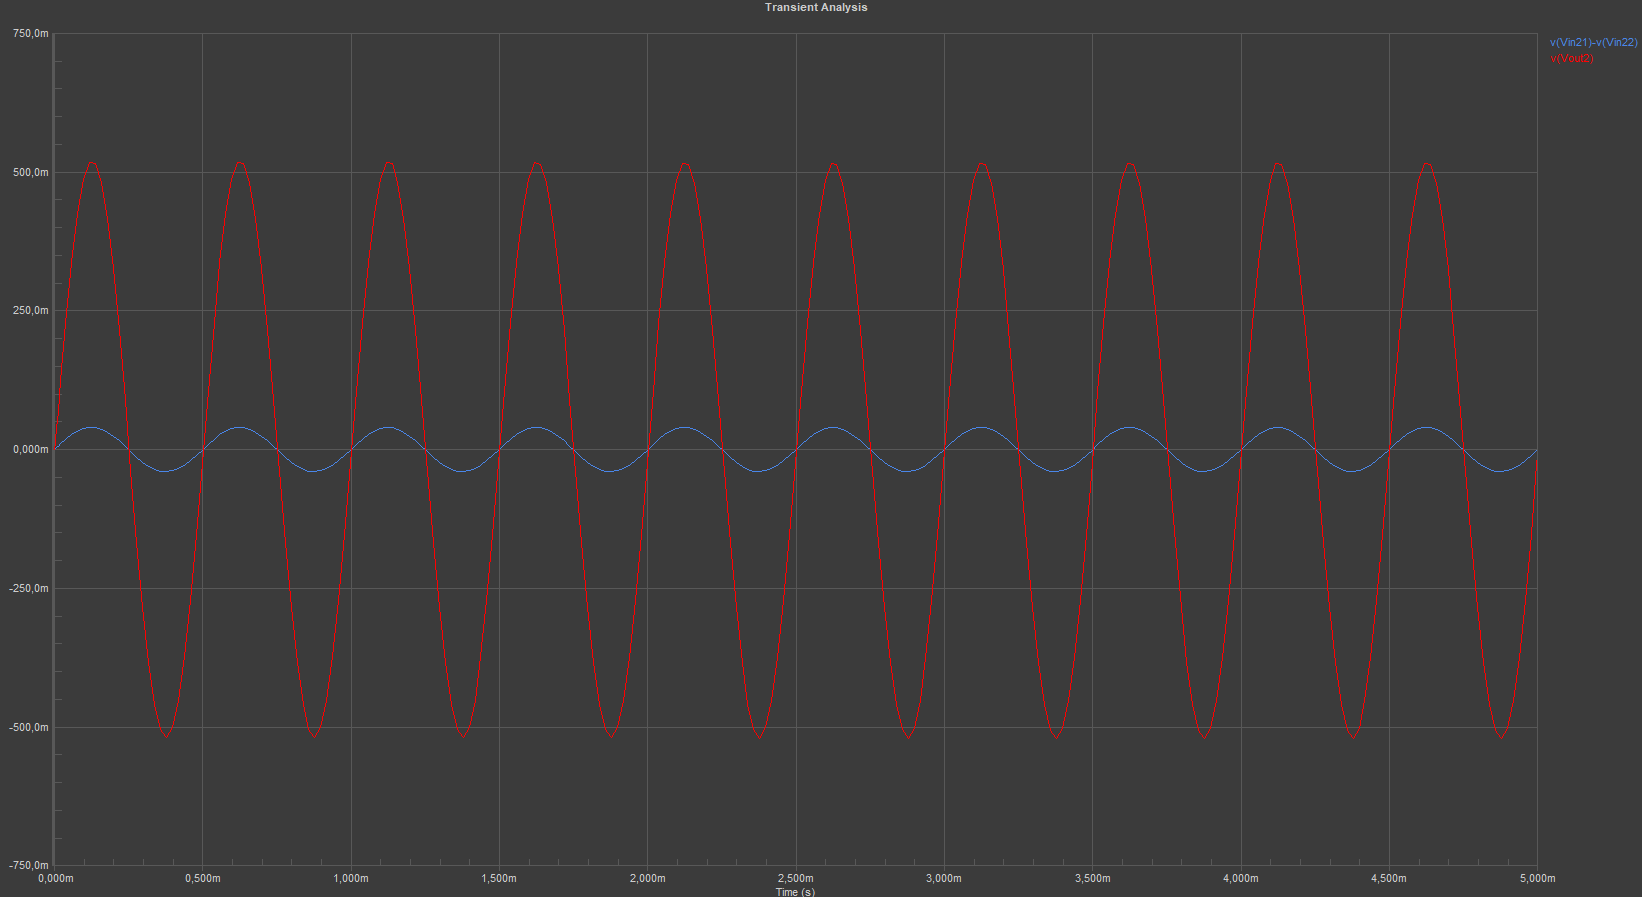 Transient Analysis
750,0m
v(Vin21)-v(Vin22)
v(Vout2)
500,0m
250,0m
0,000m
-250,0m
-500,0m
-750,0m
0,000m 0,500m 1,000m 1,500m 2,000m 2,500m 3,000m 3,500m 4,000m 4,500m 5,000m
Time (s)